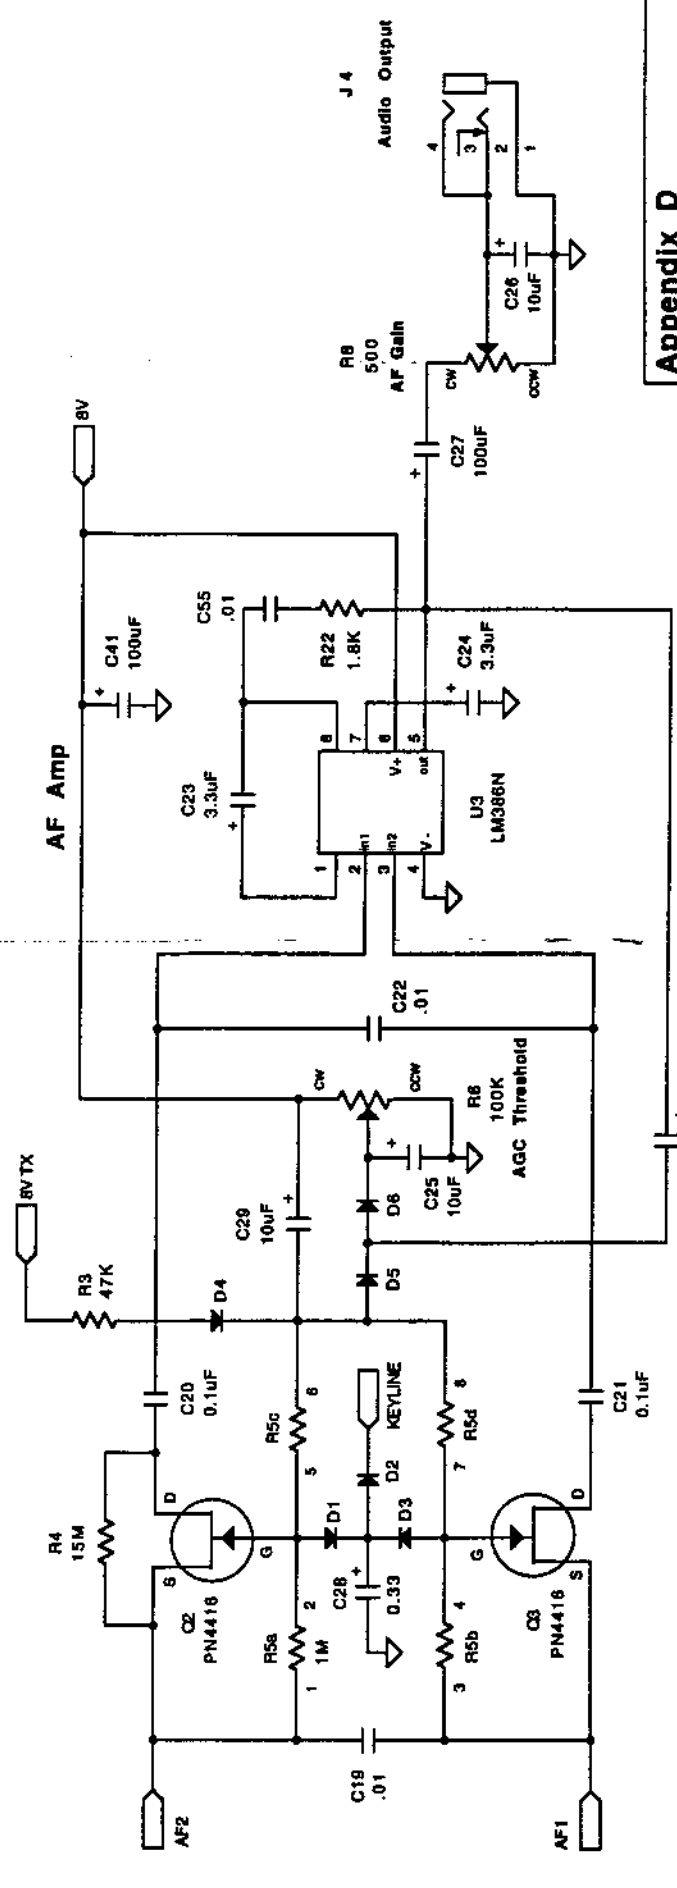 AF2
AF1
C19
.01
R4
15M
S
D
Q2
PN4416
G
R5a
1M
1
2
R5c
5
6
D1
C28
+
0.33
D3
D2
KEYLINE
R5b
3
4
R5d
7
8
G
Q3
PN4416
S
D
C20
0.1uF
C21
0.1uF
8V TX
R3
47K
D4
C29
10uF
+
D5
D6
C25
10uF
+
CW
CCW
R6
100K
AGC Threshold
C22
.01
AF Amp
C41
100uF
+
8V
C23
3.3uF
+
1
2
3
4
in1
in2
V-
8
7
6
5
V+
out
U3
LM386N
C24
3.3uF
+
C55
.01
R22
1.8K
C27
100uF
+
R8
500
AF Gain
CW
CCW
C26
10uF
+
J4
Audio Output
4
3
2
1
Appendix D